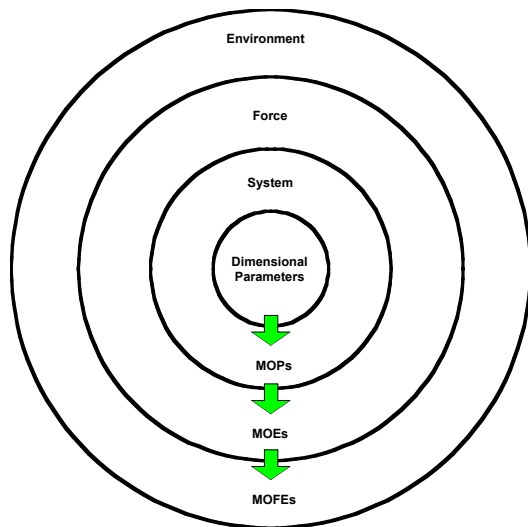 Environment
Force
System
Dimensional
Parameters
MOPs
MOEs
MOFEs